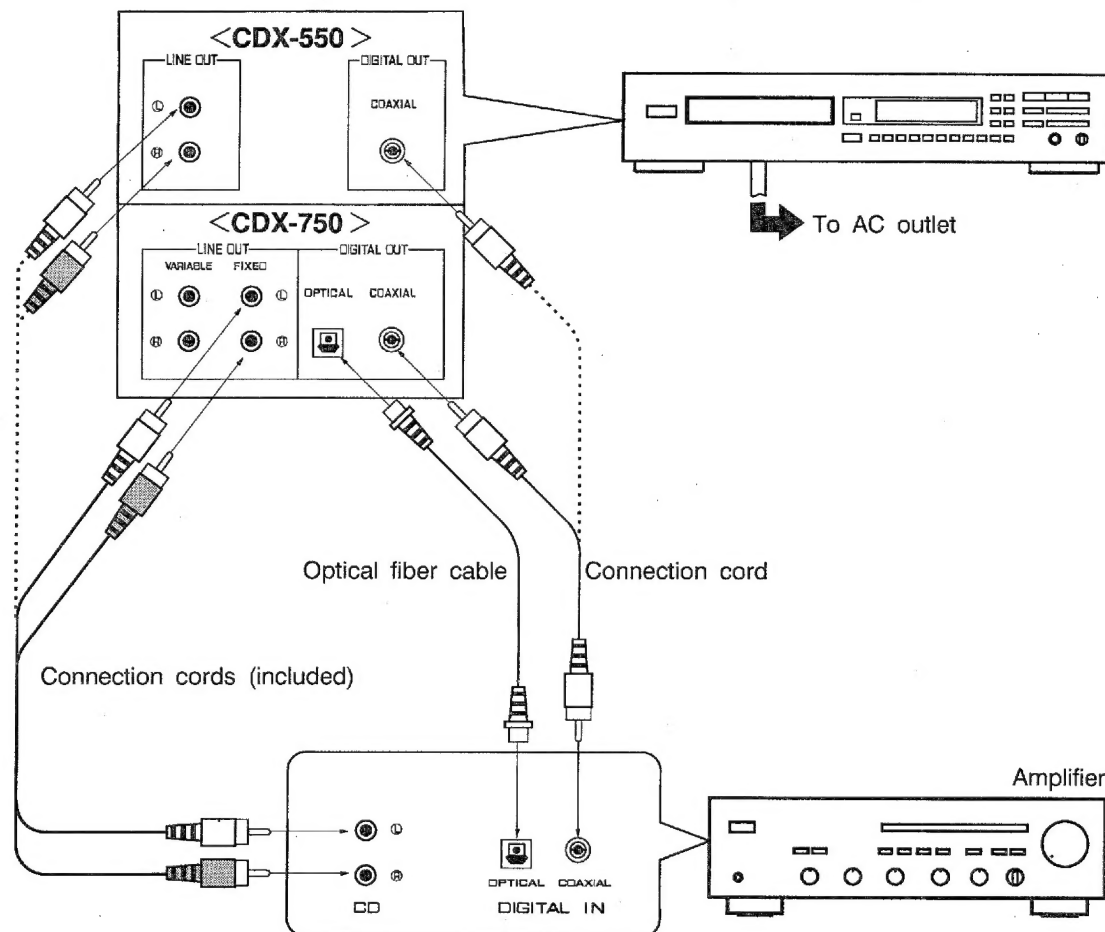 <CDX-550>
LINE OUT
DIGITAL OUT
L
COAXIAL
R
<CDX-750>
LINE OUT
DIGITAL OUT
VARIABLE
FIXED
L
L
OPTICAL
COAXIAL
R
R
To AC outlet
Optical fiber cable
Connection cord
Connection cords (included)
Amplifier
L
R
OPTICAL
COAXIAL
CD
DIGITAL IN